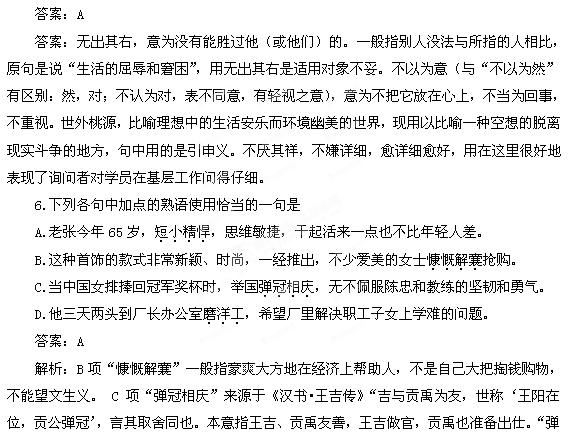 答案：A
答案：无出其右，意为没有能胜过他（或他们）的。一般指别人没法与所指的人相比，
原句是说“生活的屈辱和窘困”，用无出其右是适用对象不妥。不以为意（与“不以为然”
有区别：然，对；不认为对，表不同意，有轻视之意），意为不把它放在心上，不当为回事，
不重视。世外桃源，比喻理想中的生活安乐而环境幽美的世界，现用以比喻一种空想的脱离
现实斗争的地方，句中用的是引申义。不厌其祥，不嫌详细，愈详细愈好，用在这里很好地
表现了询问者对学员在基层工作问得仔细。
6.下列各句中加点的熟语使用恰当的一句是
A.老张今年 65 岁，短小精悍，思维敏捷，干起活来一点也不比年轻人差。
B.这种首饰的款式非常新颖、时尚，一经推出，不少爱美的女士慷慨解囊抢购。
C.当中国女排捧回冠军奖杯时，举国弹冠相庆，无不佩服陈忠和教练的坚韧和勇气。
D.他三天两头到厂长办公室磨洋工，希望厂里解决职工子女上学难的问题。
答案：A
解析：B 项“慷慨解囊”一般指豪爽大方地在经济上帮助人，不是自己大把掏钱购物，
不能望文生义。 C 项“弹冠相庆”来源于《汉书·王吉传》“吉与贡禹为友，世称‘王阳在
位，贡公弹冠’，言其取舍同也。本意指王吉、贡禹友善，王吉做官，贡禹也准备出仕。“弹